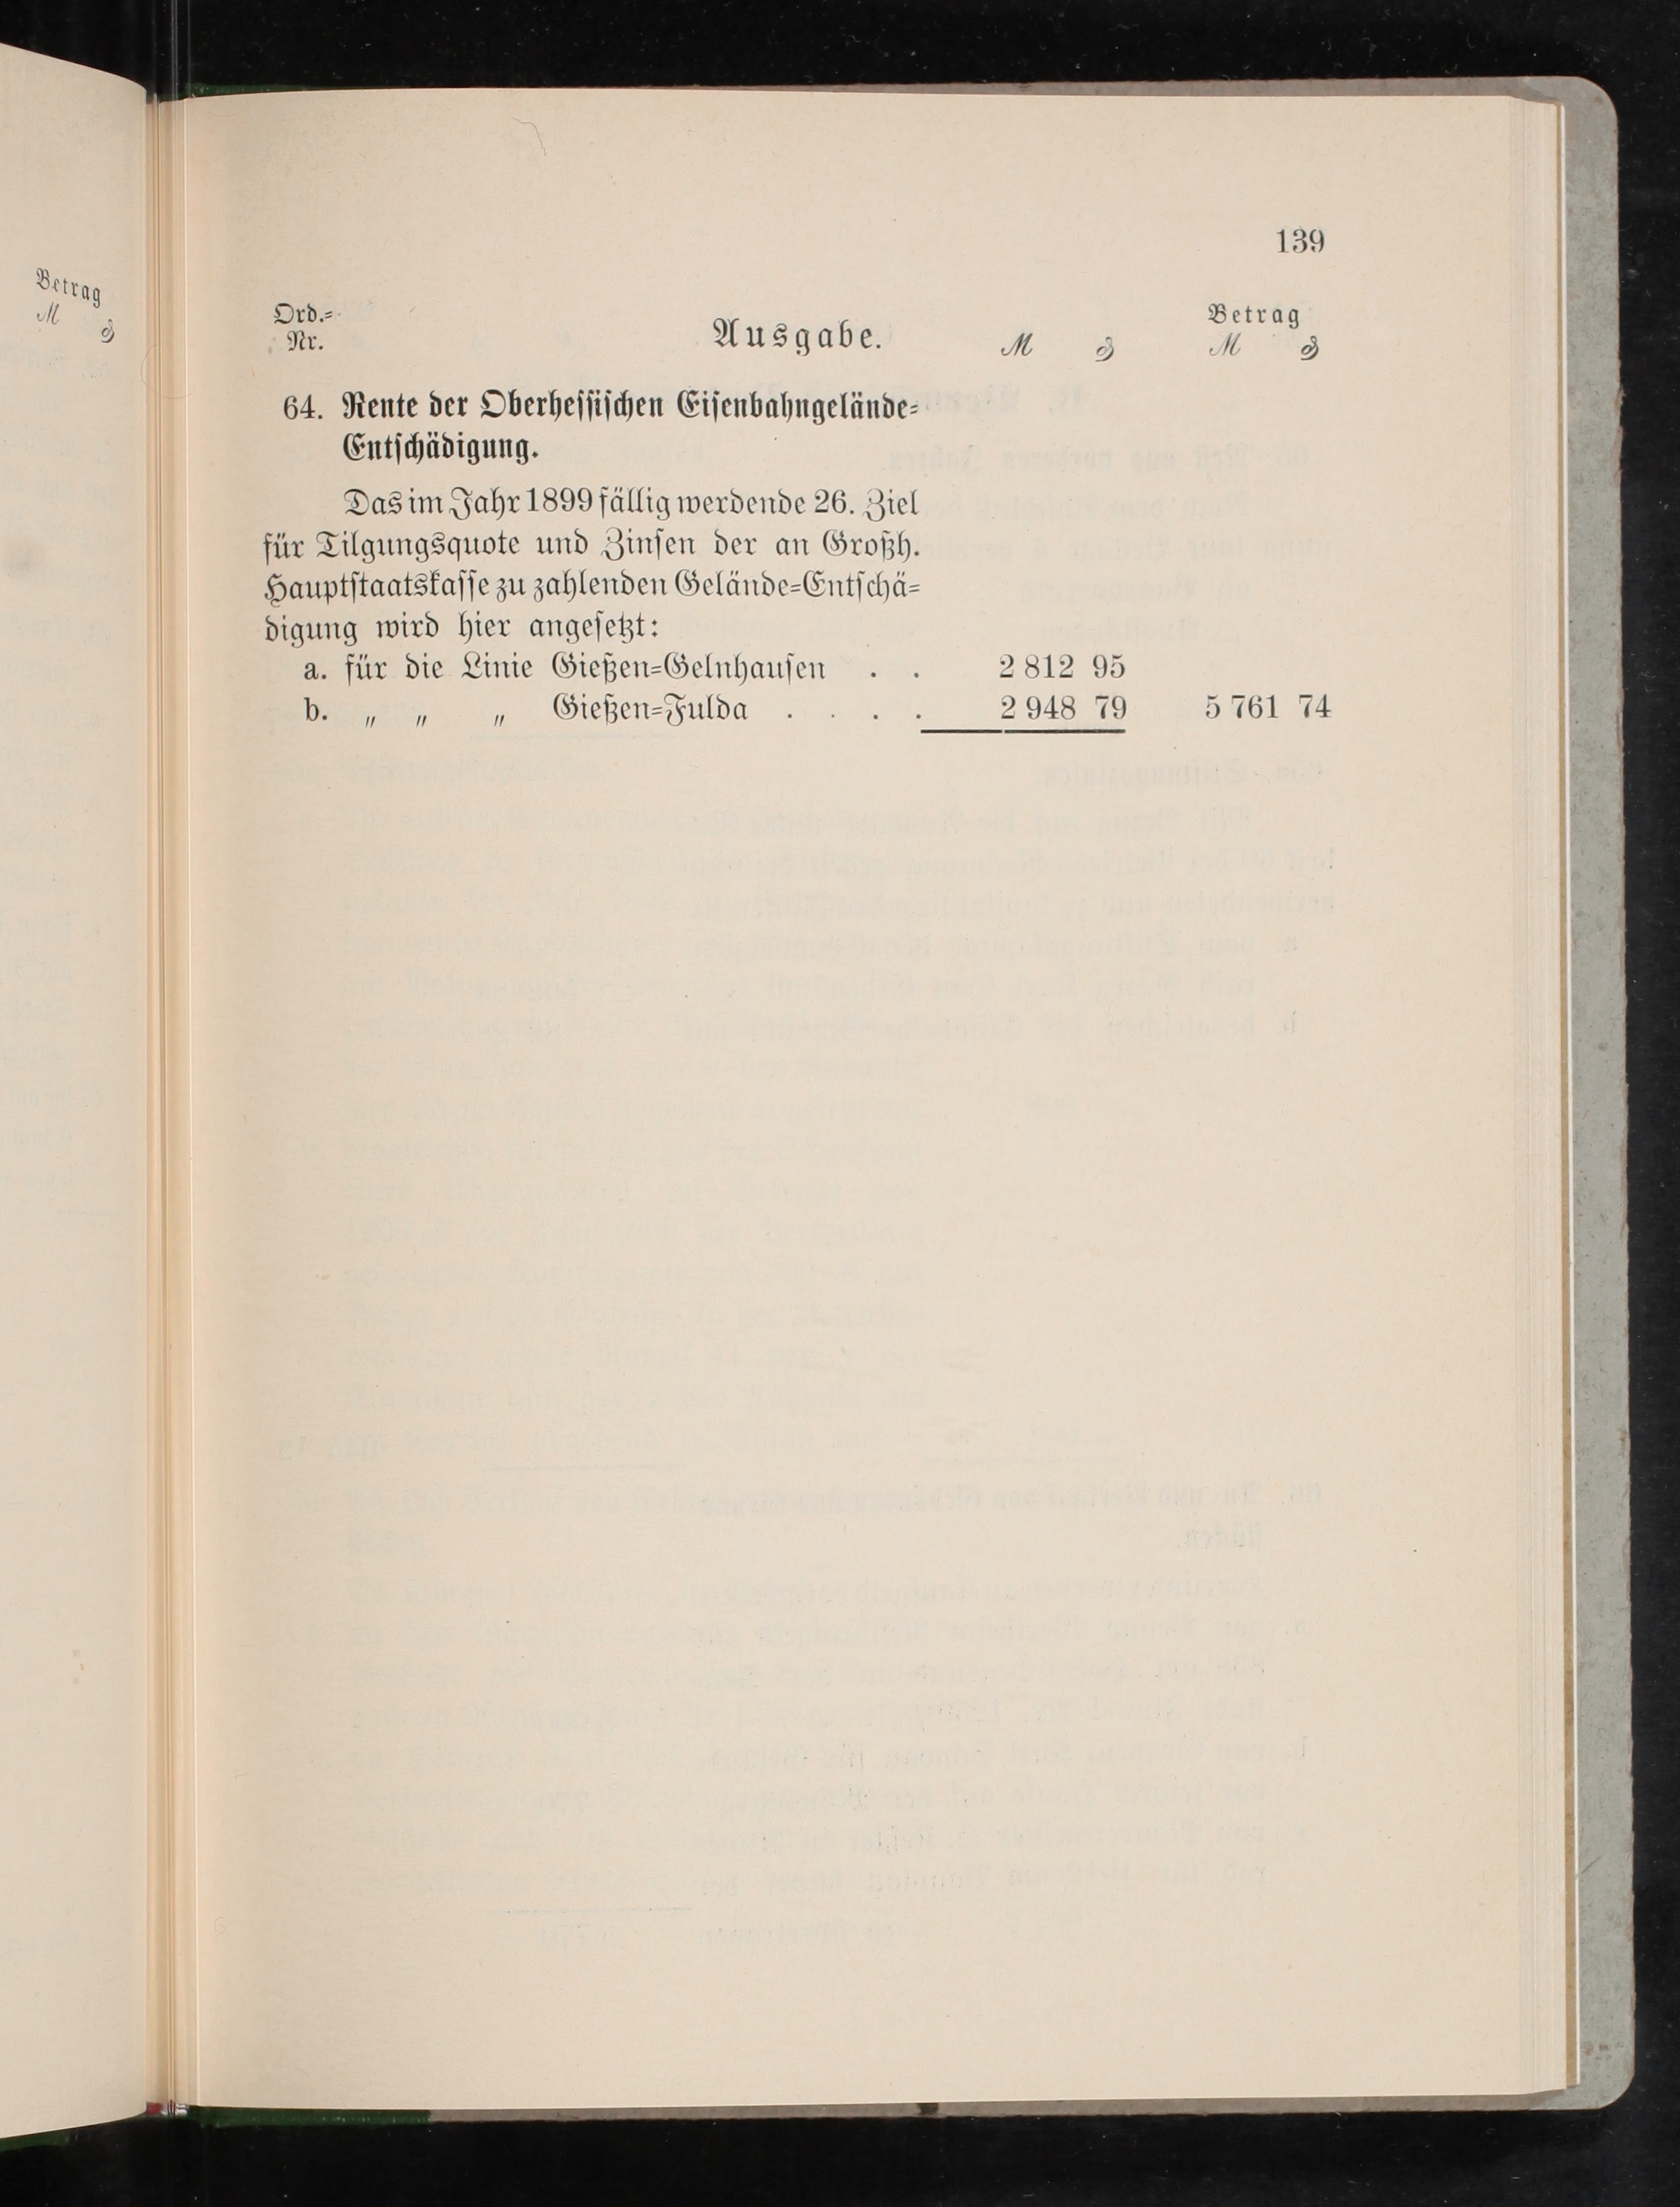 Betrag
ℳ ₰
139
Ord.=
Nr.
Ausgabe.
ℳ ₰
Betrag
ℳ ₰
64. Rente der Oberhessischen Eisenbahngelände=
Entschädigung.
Das im Jahr 1899 fällig werdende 26. Ziel
für Tilgungsquote und Zinsen der an Großh.
Hauptstaatskasse zu zahlenden Gelände=Entschä=
digung wird hier angesetzt:
a. für die Linie Gießen=Gelnhausen . . 2 812 95
b. „ „ „ Gießen=Fulda . . . . 2 948 79 5 761 74